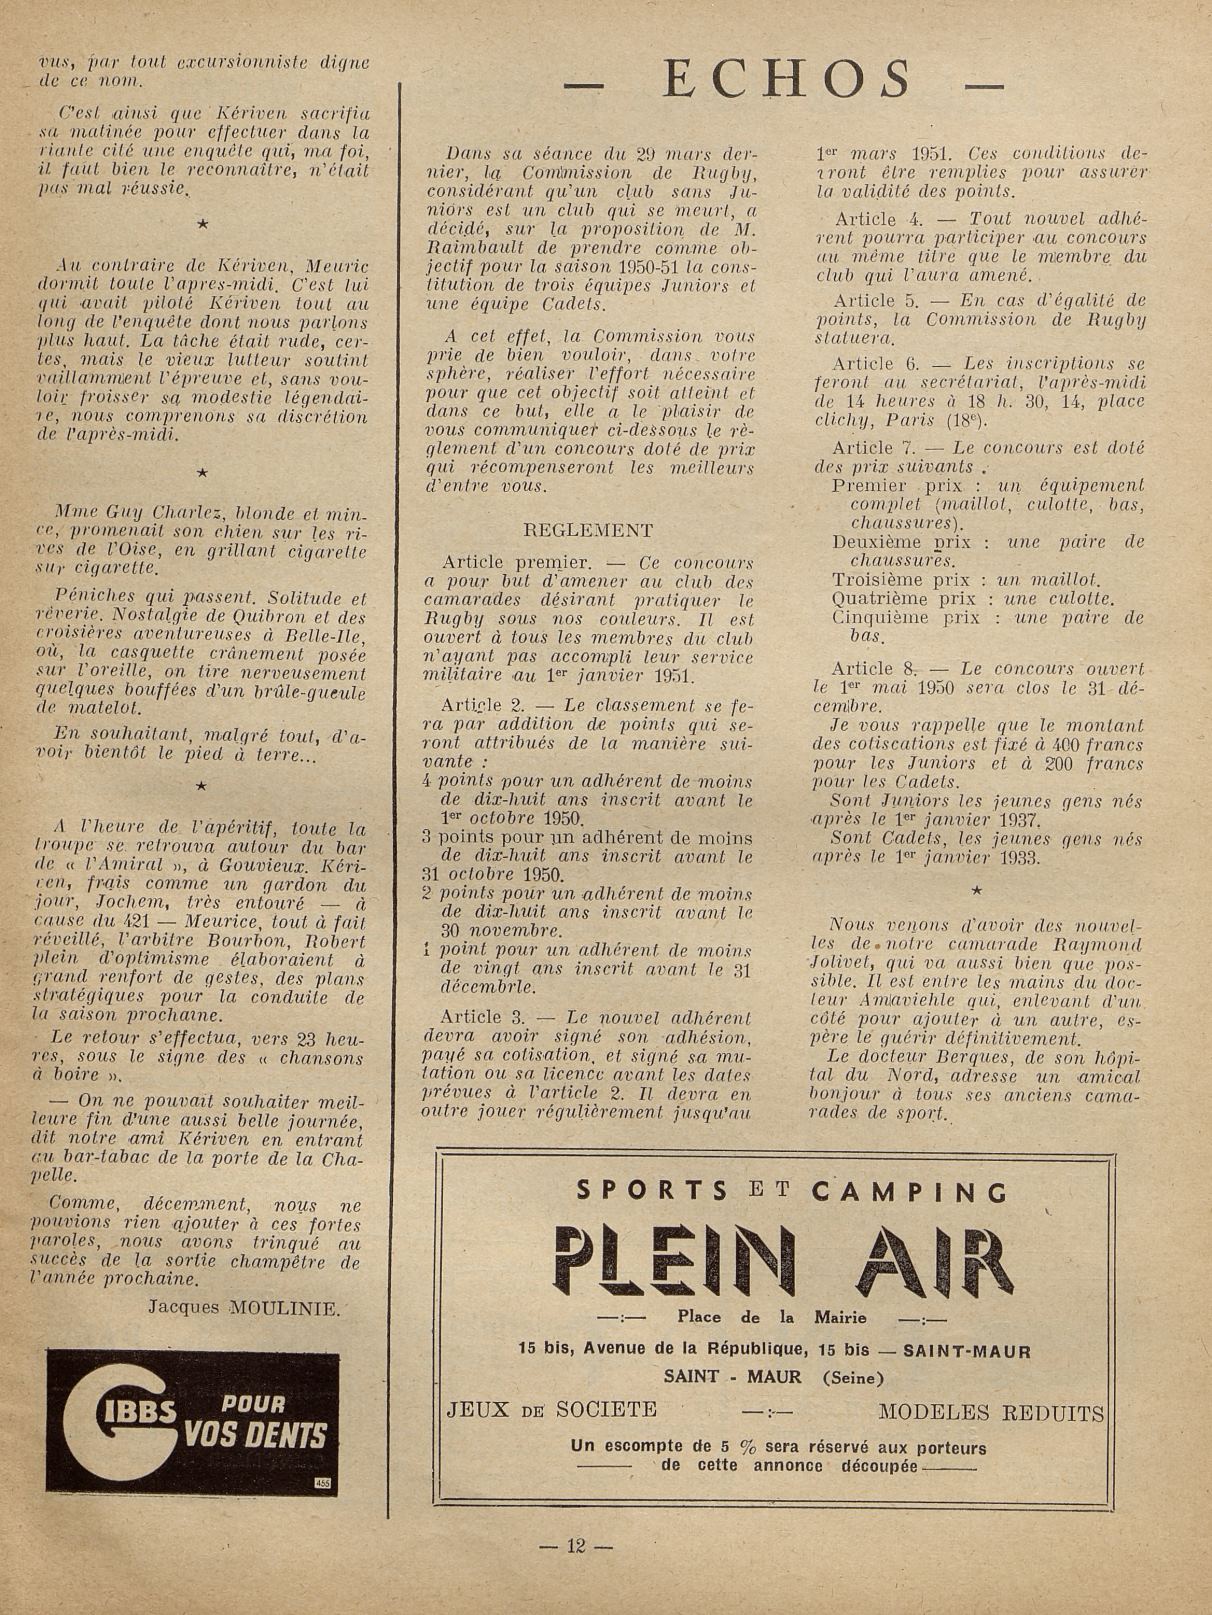 vus, par tout excursionniste digne
de ce nom.
C'est ainsi que Kériven sacrifia
sa matinée pour effectuer dans la
riante cité une enquête qui, ma foi,
il faut bien le reconnaître, n'était
pas mal réussie.
★
Au contraire de Kériven, Meuric
dormit toute l'apres-midi. C'est lui
qui avait piloté Kériven tout au
long de l'enquête dont nous parlons
plus haut. La tâche était rude, cer-
tes, mais le vieux lutteur soutint
vaillamment l'épreuve et, sans vou-
loir froisser sa modestie légendai-
re, nous comprenons sa discrétion
de l'après-midi.
★
Mme Guy Charlez, blonde et min-
ce, promenait son chien sur les ri-
ves de l'Oise, en grillant cigarette
sur cigarette.
Péniches qui passent. Solitude et
rêverie. Nostalgie de Quibron et des
croisières aventureuses à Belle-Ile,
où, la casquette crânement posée
sur l'oreille, on tire nerveusement
quelques bouffées d'un brûle-gueule
de matelot.
En souhaitant, malgré tout, d'a-
voir bientôt le pied à terre...
★
A l'heure de l'apéritif, toute la
troupe se retrouva autour du bar
de « l'Amiral », à Gouvieux. Kéri-
ven, frais comme un gardon du
jour, Jochem, très entouré — à
cause du 421 — Meurice, tout à fait
réveillé, l'arbitre Bourbon, Robert
plein d'optimisme élaboraient à
grand renfort de gestes, des plans
stratégiques pour la conduite de
la saison prochaine.
Le retour s'effectua, vers 23 heu-
res, sous le signe des « chansons
à boire ».
— On ne pouvait souhaiter meil-
leure fin d'une aussi belle journée,
dit notre ami Kériven en entrant
au bar-tabac de la porte de la Cha-
pelle.
Comme, décemment, nous ne
pouvions rien ajouter à ces fortes
paroles, nous avons trinqué au
succès de la sortie champêtre de
l'année prochaine.
Jacques MOULINIE.
GIBBS
POUR
VOS DENTS
455
— ECHOS —
Dans sa séance du 29 mars der-
nier, la Commission de Rugby,
considérant qu'un club sans Ju-
niors est un club qui se meurt, a
décidé, sur la proposition de M.
Raimbault de prendre comme ob-
jectif pour la saison 1950-51 la cons-
titution de trois équipes Juniors et
une équipe Cadets.
A cet effet, la Commission vous
prie de bien vouloir, dans votre
sphère, réaliser l'effort nécessaire
pour que cet objectif soit atteint et
dans ce but, elle a le plaisir de
vous communiquer ci-dessous le rè-
glement d'un concours doté de prix
qui récompenseront les meilleurs
d'entre vous.
REGLEMENT
Article premier. — Ce concours
a pour but d'amener au club des
camarades désirant pratiquer le
Rugby sous nos couleurs. Il est
ouvert à tous les membres du club
n'ayant pas accompli leur service
militaire au 1er janvier 1951.
Article 2. — Le classement se fe-
ra par addition de points qui se-
ront attribués de la manière sui-
vante :
4 points pour un adhérent de moins
de dix-huit ans inscrit avant le
1er octobre 1950.
3 points pour un adhérent de moins
de dix-huit ans inscrit avant le
31 octobre 1950.
2 points pour un adhérent de moins
de dix-huit ans inscrit avant le
30 novembre.
1 point pour un adhérent de moins
de vingt ans inscrit avant le 31
décembrle.
Article 3. — Le nouvel adhérent
devra avoir signé son adhésion,
payé sa cotisation, et signé sa mu-
tation ou sa licence avant les dates
prévues à l'article 2. Il devra en
outre jouer régulièrement jusqu'au
1er mars 1951. Ces conditions de-
vront être remplies pour assurer
la validité des points.
Article 4. — Tout nouvel adhé-
rent pourra participer au concours
au même titre que le membre du
club qui l'aura amené.
Article 5. — En cas d'égalité de
points, la Commission de Rugby
statuera.
Article 6. — Les inscriptions se
feront au secrétariat, l'après-midi
de 14 heures à 18 h. 30, 14, place
clichy, Paris (18e).
Article 7. — Le concours est doté
des prix suivants :
Premier prix : un équipement
complet (maillot, culotte, bas,
chaussures).
Deuxième prix : une paire de
chaussures.
Troisième prix : un maillot.
Quatrième prix : une culotte.
Cinquième prix : une paire de
bas.
Article 8. — Le concours ouvert
le 1er mai 1950 sera clos le 31 dé-
cembre.
Je vous rappelle que le montant
des cotiscations est fixé à 400 francs
pour les Juniors et à 200 francs
pour les Cadets.
Sont Juniors les jeunes gens nés
après le 1er janvier 1937.
Sont Cadets, les jeunes gens nés
après le 1er janvier 1933.
★
Nous venons d'avoir des nouvel-
les de notre camarade Raymond
Jolivet, qui va aussi bien que pos-
sible. Il est entre les mains du doc-
teur Amaviehle qui, enlevant d'un
côté pour ajouter à un autre, es-
père le guérir définitivement.
Le docteur Berques, de son hôpi-
tal du Nord, adresse un amical
bonjour à tous ses anciens cama-
rades de sport.
SPORTS ET CAMPING
PLEIN AIR
—:— Place de la Mairie —:—
15 bis, Avenue de la République, 15 bis — SAINT-MAUR
SAINT - MAUR (Seine)
JEUX DE SOCIETE —:— MODELES REDUITS
Un escompte de 5 % sera réservé aux porteurs
de cette annonce découpée
— 12 —